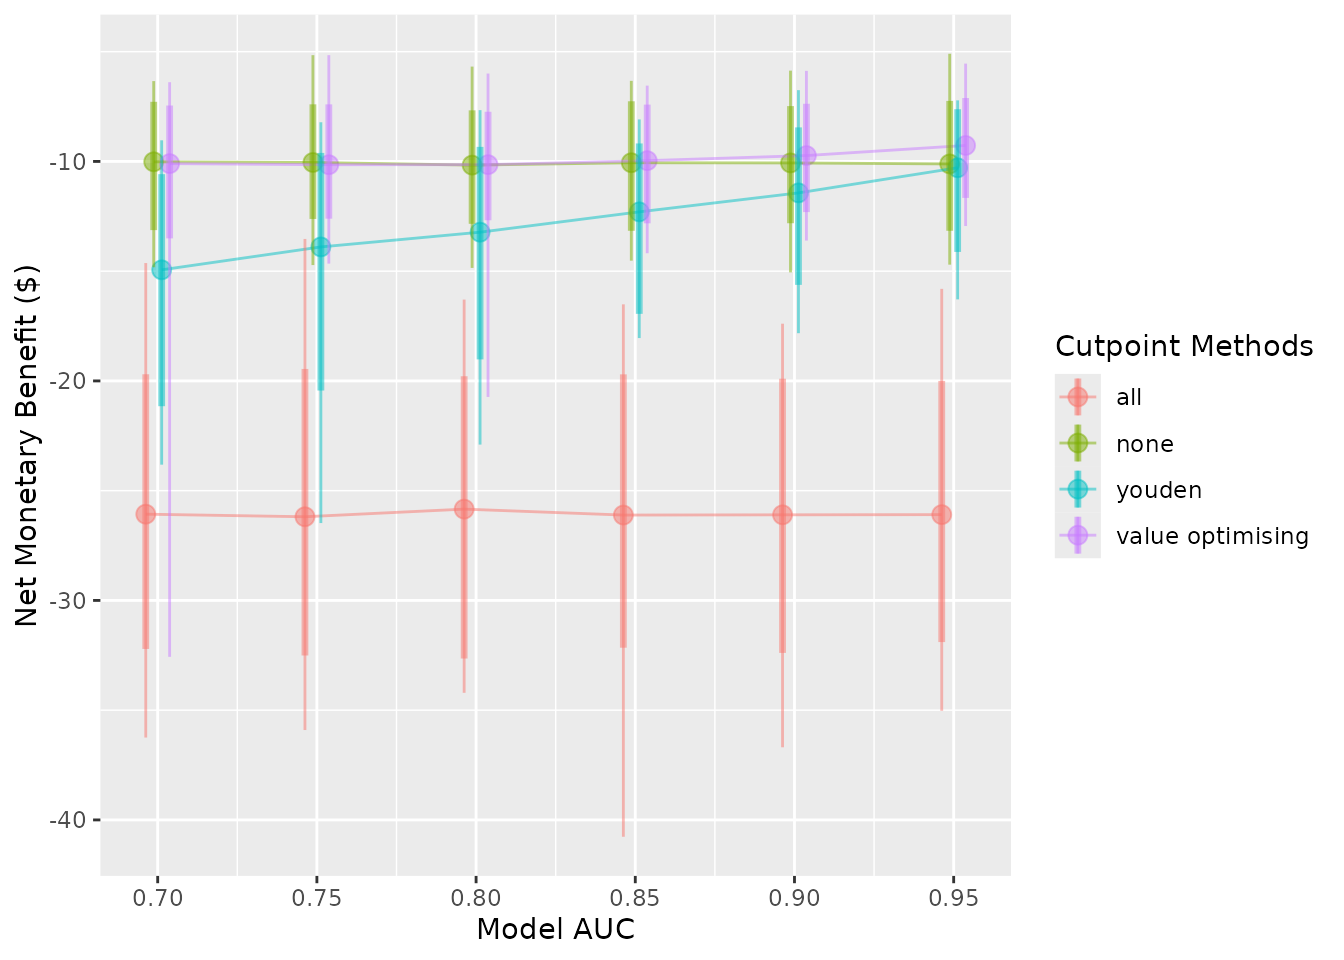 -10
-20
-30
-40
Net Monetary Benefit ($)
0.70 0.75 0.80 0.85 0.90 0.95
Model AUC
Cutpoint Methods
all
none
youden
value optimising